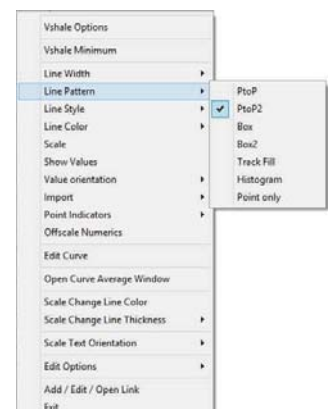 Vshale Options
Vshale Minimum
Line Width
Line Pattern
Line Style
Line Color
Scale
Show Values
Value orientation
Import
Point Indicators
Offscale Numerics
Edit Curve
Open Curve Average Window
Scale Change Line Color
Scale Change Line Thickness
Scale Text Orientation
Edit Options
Add / Edit / Open Link
Exit
PtoP
PtoP2
Box
Box2
Track Fill
Histogram
Point only